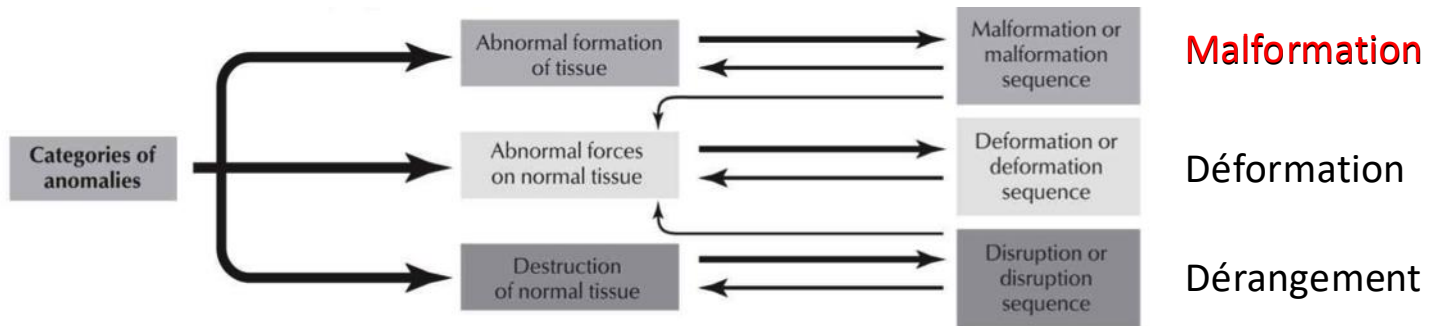 Categories of
anomalies
Abnormal formation
of tissue
Malformation or
malformation
sequence
Malformation
Abnormal forces
on normal tissue
Deformation or
deformation
sequence
Déformation
Destruction
of normal tissue
Disruption or
disruption
sequence
Dérangement